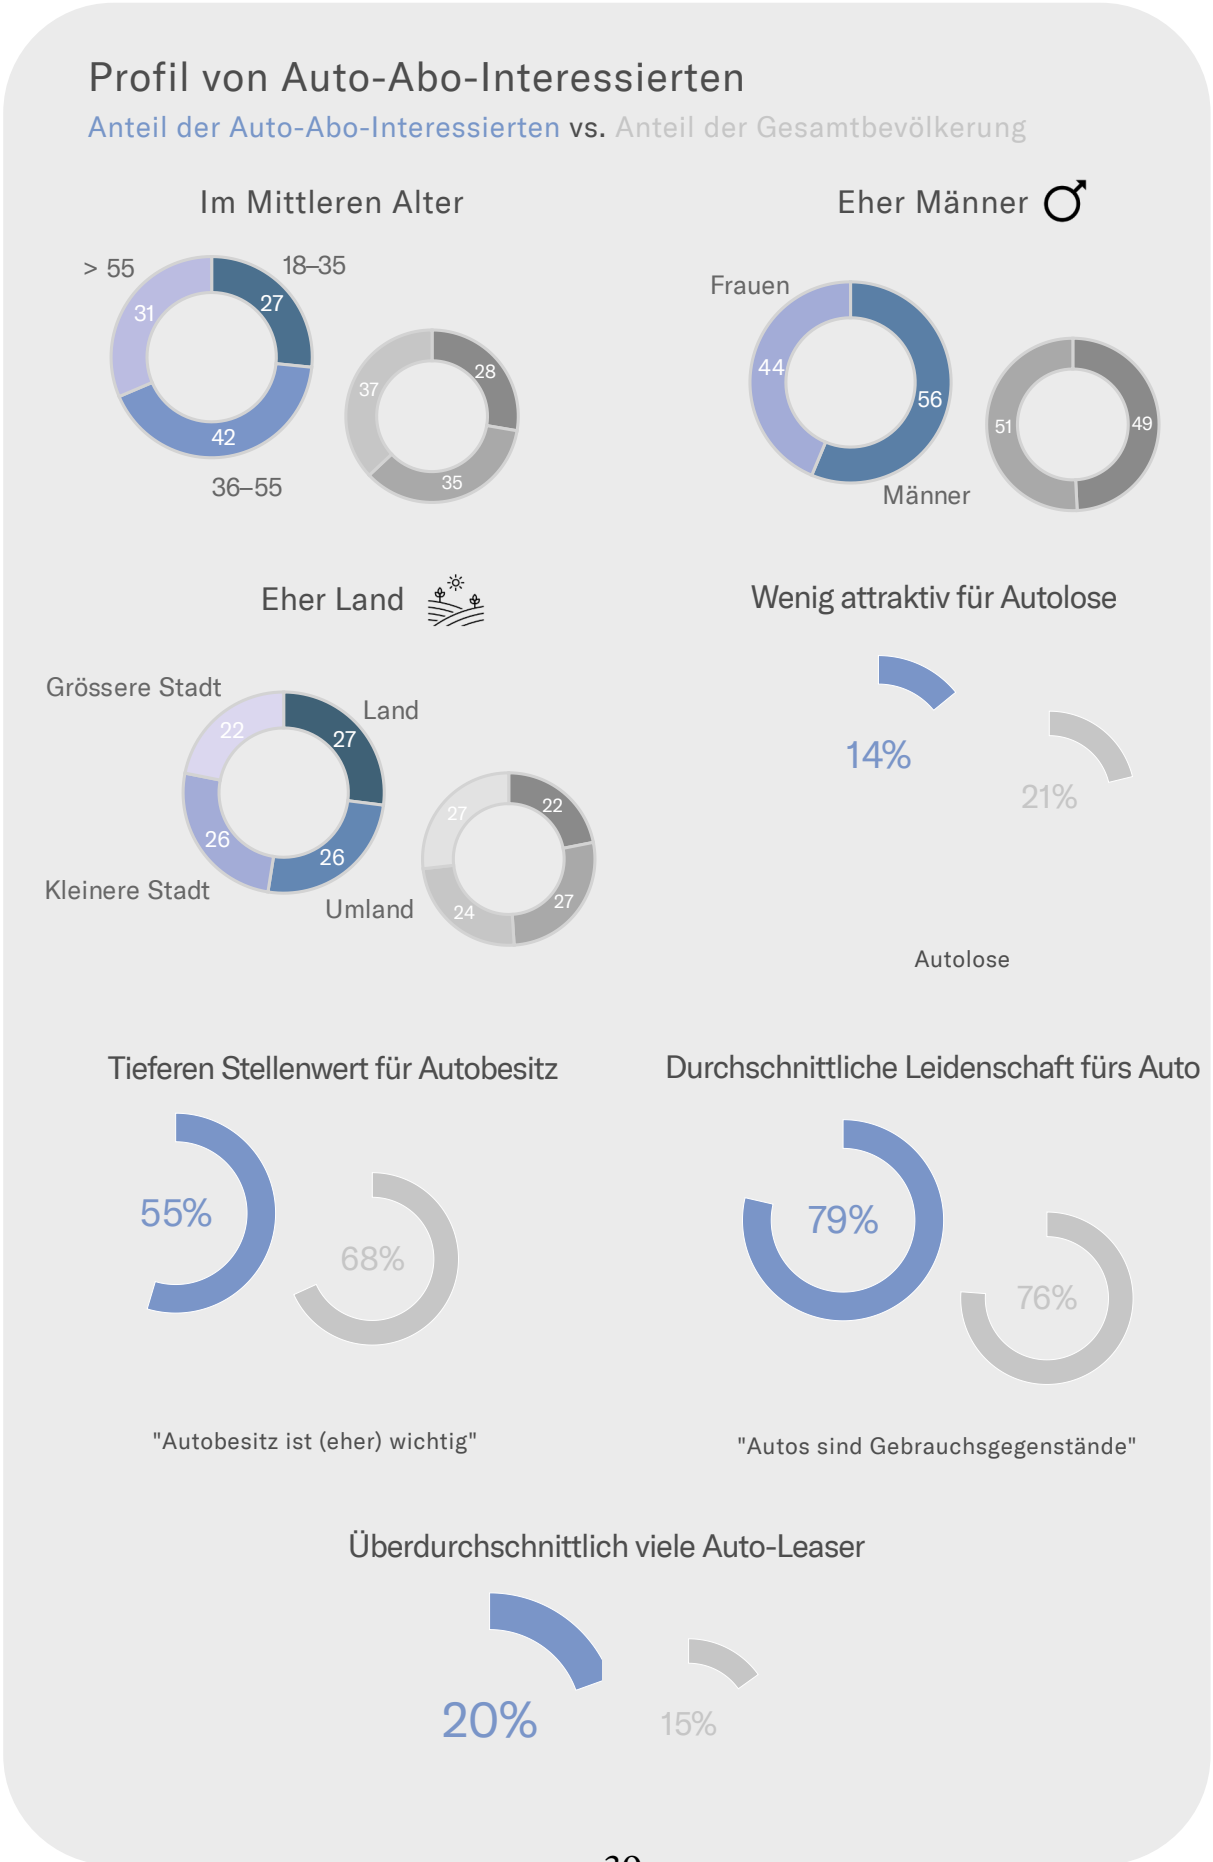 Profil von Auto-Abo-Interessierten
Anteil der Auto-Abo-Interessierten vs. Anteil der Gesamtbevölkerung
Im Mittleren Alter
> 55
18–35
31
27
42
36–55
37
28
35
Eher Männer
Frauen
44
56
Männer
51
49
Eher Land
Grössere Stadt
Land
22
27
26
26
Kleinere Stadt
Umland
27
22
24
27
Wenig attraktiv für Autolose
14%
21%
Autolose
Tieferen Stellenwert für Autobesitz
55%
68%
"Autobesitz ist (eher) wichtig"
Durchschnittliche Leidenschaft fürs Auto
79%
76%
"Autos sind Gebrauchsgegenstände"
Überdurchschnittlich viele Auto-Leaser
20%
15%